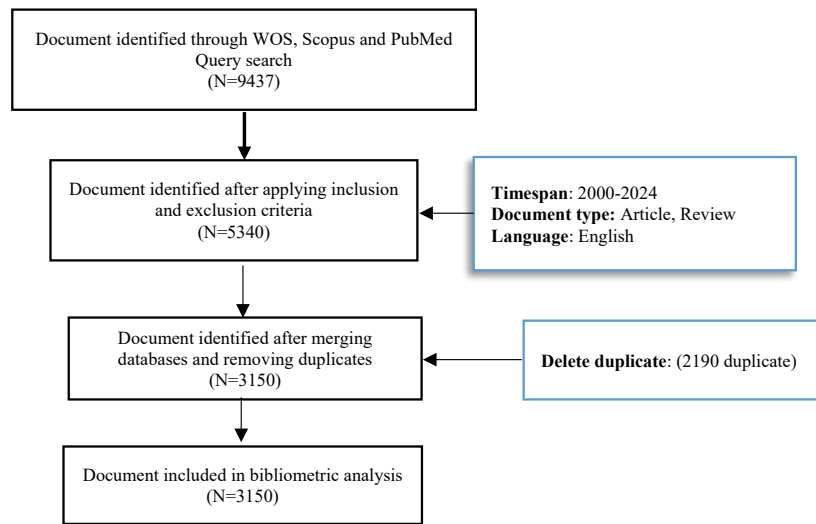 Document identified through WOS, Scopus and PubMed
Query search
(N=9437)
Document identified after applying inclusion
and exclusion criteria
(N=5340)
Timespan: 2000-2024
Document type: Article, Review
Language: English
Document identified after merging
databases and removing duplicates
(N=3150)
Delete duplicate: (2190 duplicate)
Document included in bibliometric analysis
(N=3150)